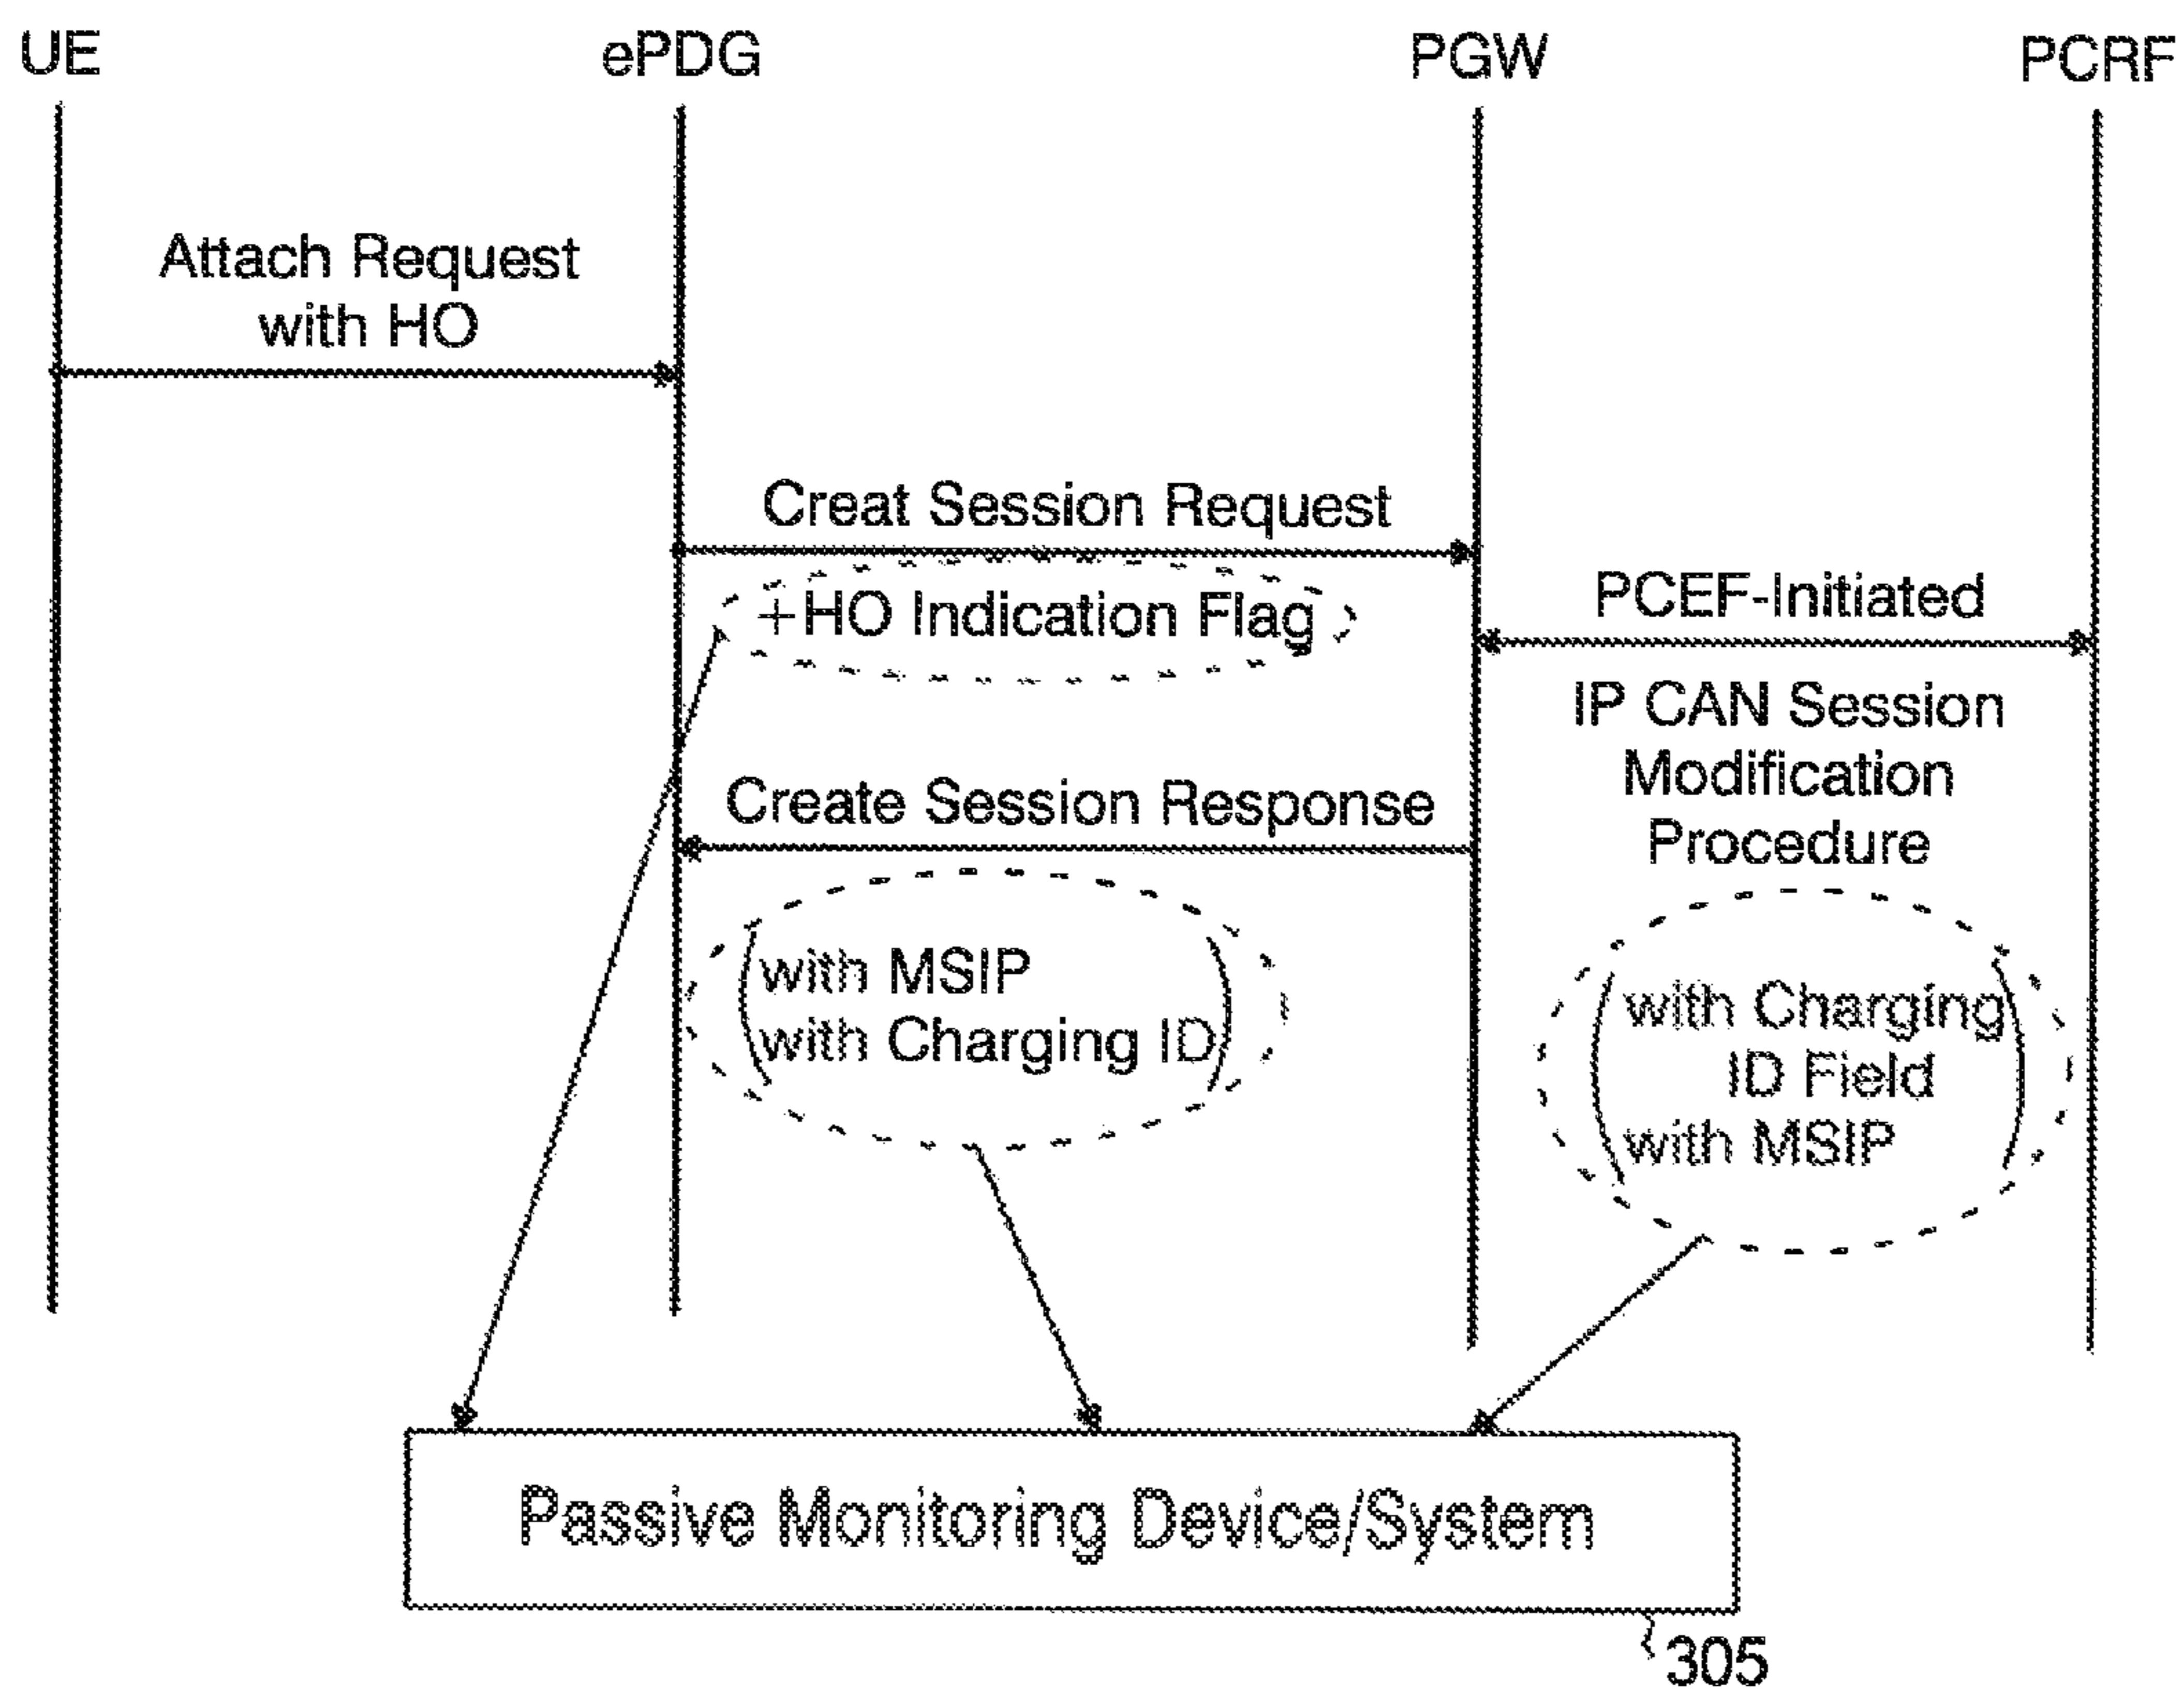 UE
ePDG
PGW
PCRF
Attach Request
with HO
Creat Session Request
+HO Indication Flag
PCEF-Initiated
IP CAN Session
Modification
Procedure
Create Session Response
with MSIP
with Charging ID
with Charging
ID Field
with MSIP
Passive Monitoring Device/System
305